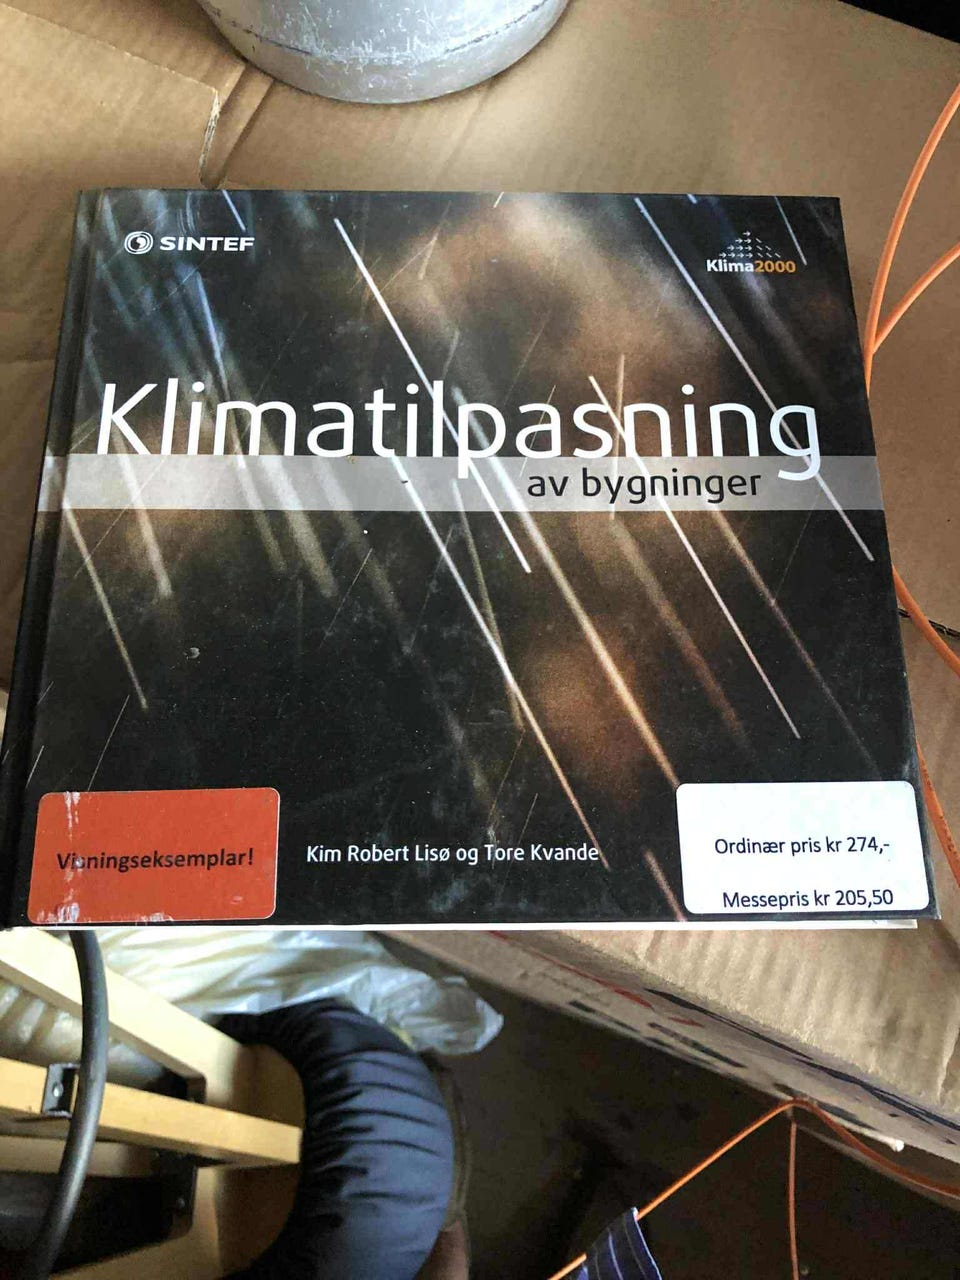 SINTEF
Klima2000
Klimatilpasning
av bygninger
Visningseksemplar!
Kim Robert Lisø og Tore Kvande
Ordinær pris kr 274,-
Messepris kr 205,50